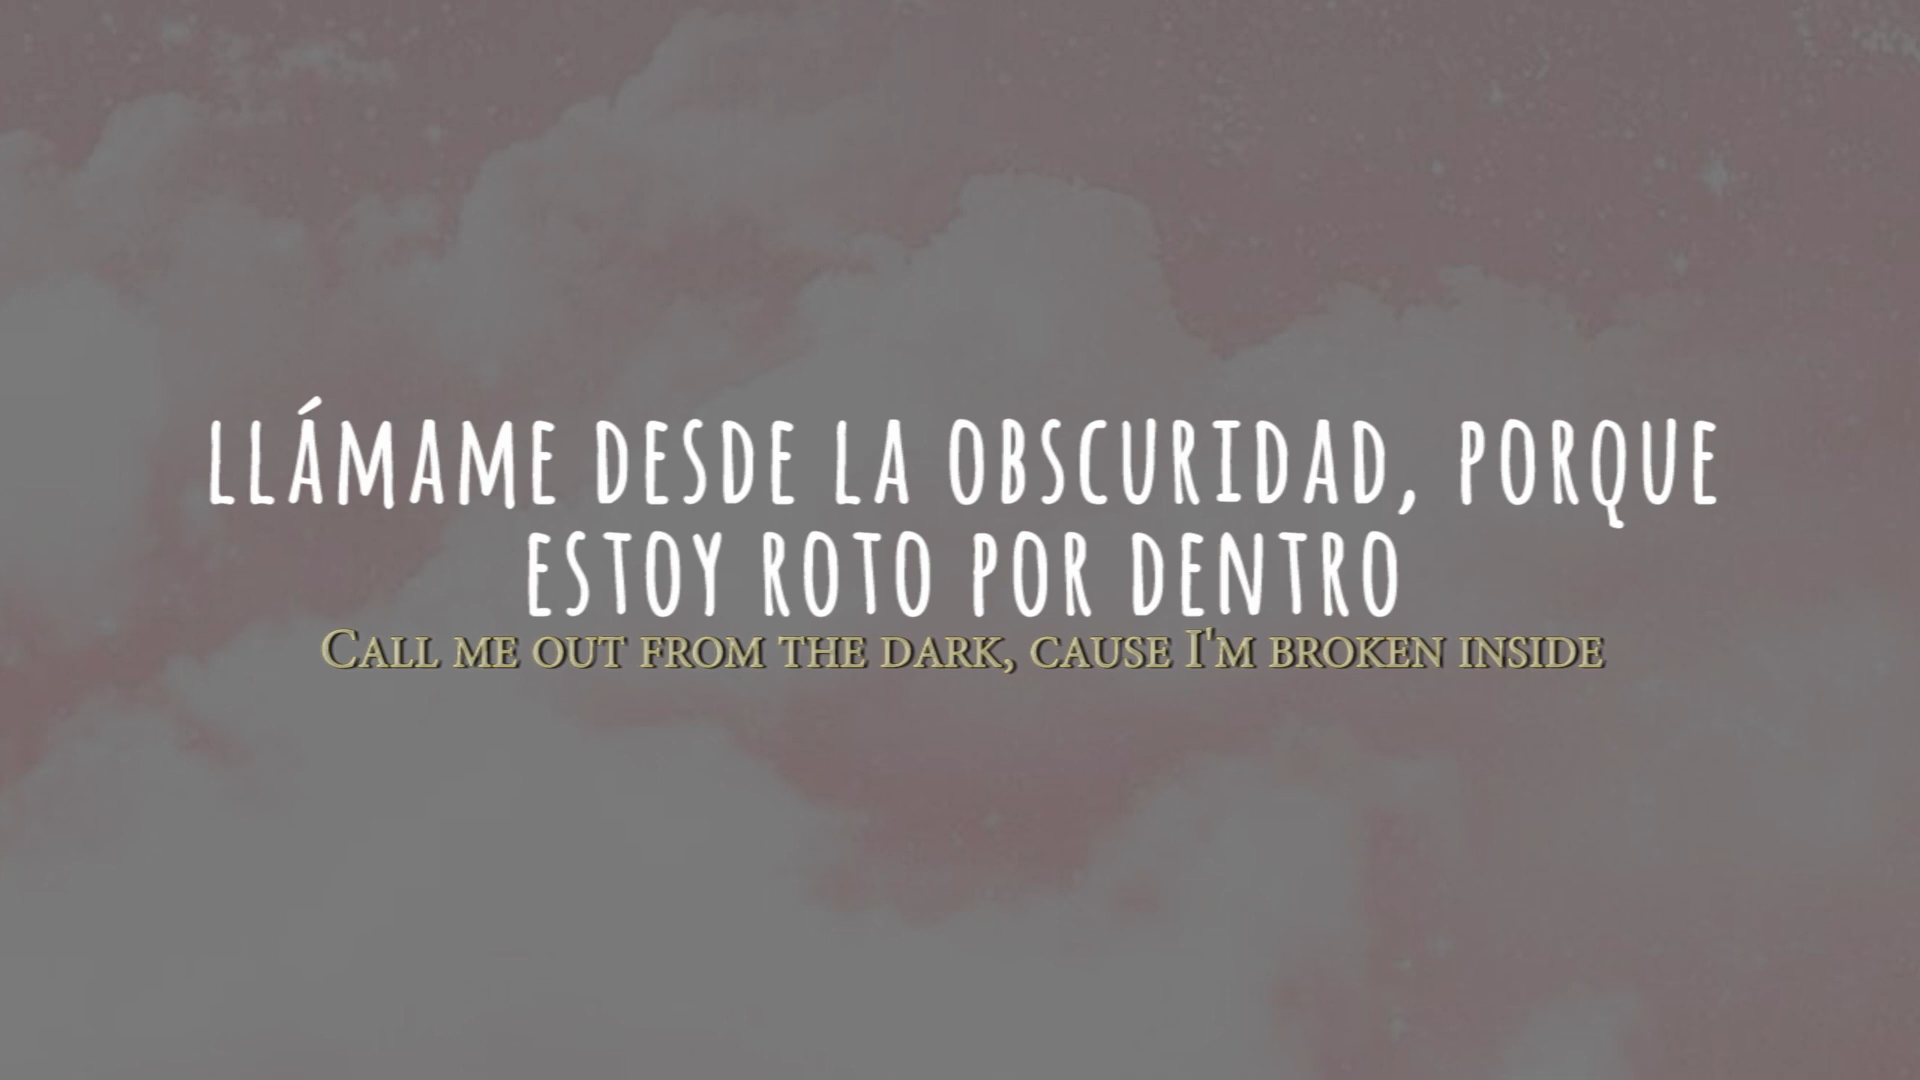 LLÁMAME DESDE LA OBSCURIDAD, PORQUE
ESTOY ROTO POR DENTRO
CALL ME OUT FROM THE DARK, CAUSE I'M BROKEN INSIDE